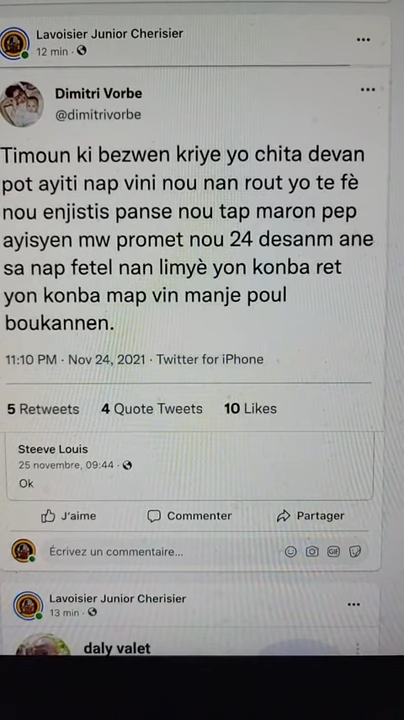 Lavoisier Junior Cherisier
12 min ·
Dimitri Vorbe
@dimitrivorbe
Timoun ki bezwen kriye yo chita devan
pot ayiti nap vini nou nan rout yo te fè
nou enjistis panse nou tap maron pep
ayisyen mw promet nou 24 desanm ane
sa nap fetel nan limyè yon konba ret
yon konba map vin manje poul
boukannen.
11:10 PM · Nov 24, 2021 · Twitter for iPhone
5 Retweets 4 Quote Tweets 10 Likes
Steeve Louis
25 novembre, 09:44 ·
Ok
J'aime Commenter Partager
Écrivez un commentaire...
GIF
Lavoisier Junior Cherisier
13 min ·
daly valet